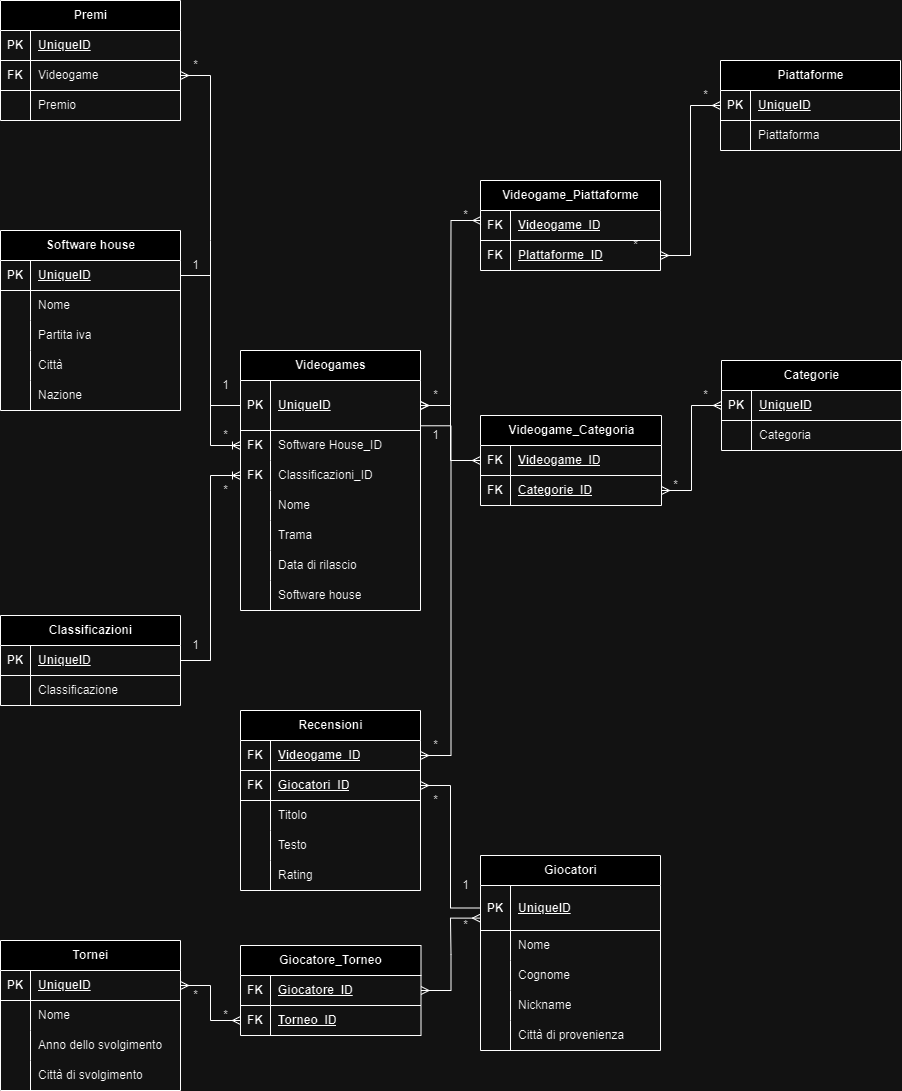 Premi
PK UniqueID
FK Videogame
Premio
*
Software house
PK UniqueID
Nome
Partita iva
Città
Nazione
1
Videogames
PK UniqueID
FK Software House_ID
FK Classificazioni_ID
Nome
Trama
Data di rilascio
Software house
1
*
*
*
1
Classificazioni
PK UniqueID
Classificazione
1
Piattaforme
PK UniqueID
Piattaforma
*
Videogame_Piattaforme
FK Videogame_ID
FK PIattaforme_ID
*
*
Categorie
PK UniqueID
Categoria
*
Videogame_Categoria
FK Videogame_ID
FK Categorie_ID
*
Recensioni
FK Videogame_ID
FK Giocatori_ID
Titolo
Testo
Rating
*
*
Giocatori
PK UniqueID
Nome
Cognome
Nickname
Città di provenienza
1
*
Giocatore_Torneo
FK Giocatore_ID
FK Torneo_ID
*
Tornei
PK UniqueID
Nome
Anno dello svolgimento
Città di svolgimento
*